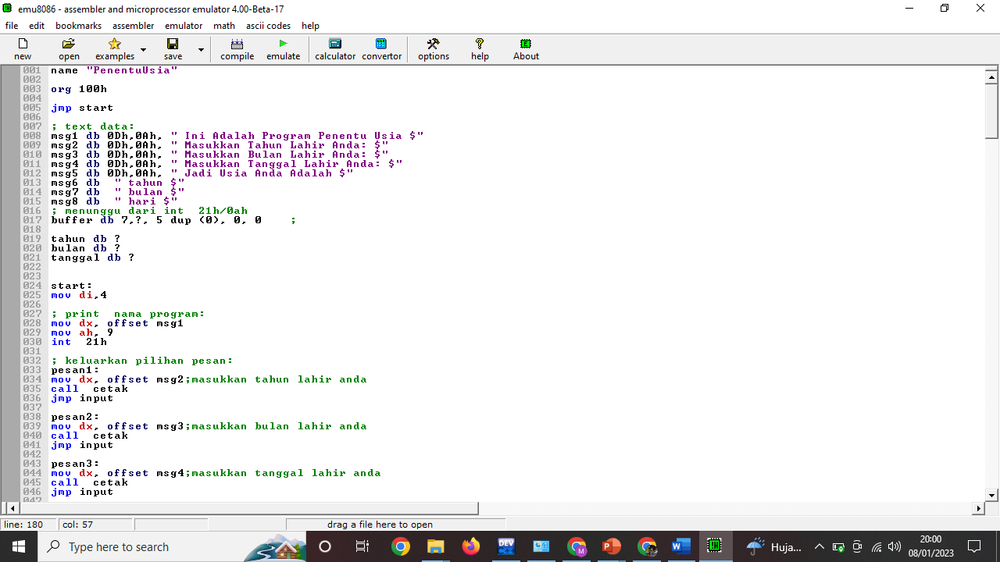 emu8086 - assembler and microprocessor emulator 4.00-Beta-17
file edit bookmarks assembler emulator math ascii codes help
new open examples save compile emulate calculator convertor options help About
001 name "PenentuUsia"
002
003 org 100h
004
005 jmp start
006
007 ; text data:
008 msg1 db 0Dh,0Ah, " Ini Adalah Program Penentu Usia $"
009 msg2 db 0Dh,0Ah, " Masukkan Tahun Lahir Anda: $"
010 msg3 db 0Dh,0Ah, " Masukkan Bulan Lahir Anda: $"
011 msg4 db 0Dh,0Ah, " Masukkan Tanggal Lahir Anda: $"
012 msg5 db 0Dh,0Ah, " Jadi Usia Anda Adalah $"
013 msg6 db  " tahun $"
014 msg7 db  " bulan $"
015 msg8 db  " hari $"
016 ; menunggu dari int  21h/0ah
017 buffer db 7,?, 5 dup (0), 0, 0    ;
018
019 tahun db ?
020 bulan db ?
021 tanggal db ?
022
023
024 start:
025 mov di,4
026
027 ; print  nama program:
028 mov dx, offset msg1
029 mov ah, 9
030 int  21h
031
032 ; keluarkan pilihan pesan:
033 pesan1:
034 mov dx, offset msg2;masukkan tahun lahir anda
035 call  cetak
036 jmp input
037
038 pesan2:
039 mov dx, offset msg3;masukkan bulan lahir anda
040 call  cetak
041 jmp input
042
043 pesan3:
044 mov dx, offset msg4;masukkan tanggal lahir anda
045 call  cetak
046 jmp input
047
line: 180 col: 57 drag a file here to open
Type here to search DEV M P W Huja... 20:00
08/01/2023